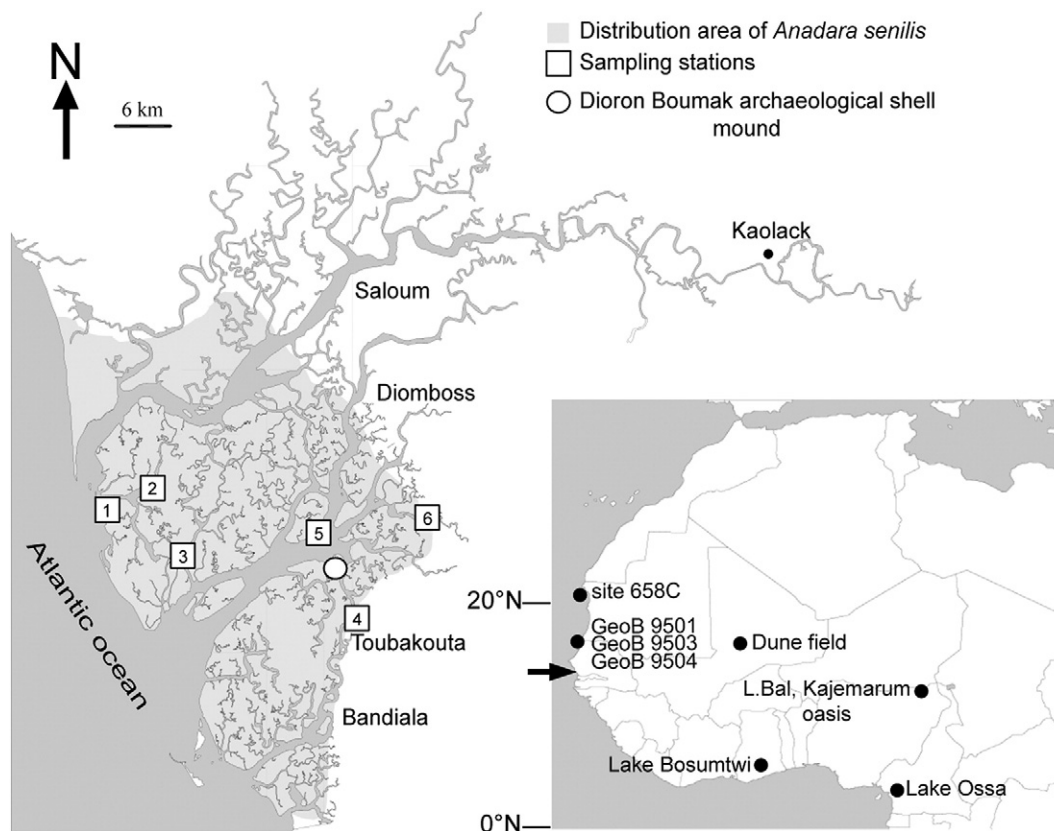 N
6 km
Distribution area of Anadara senilis
Sampling stations
Dioron Boumak archaeological shell
mound
Kaolack
Saloum
Diomboss
2
1
3
5
6
4
Toubakouta
Bandiala
Atlantic ocean
20°N
site 658C
GeoB 9501
GeoB 9503
GeoB 9504
Dune field
L.Bal, Kajemarum
oasis
Lake Bosumtwi
Lake Ossa
0°N